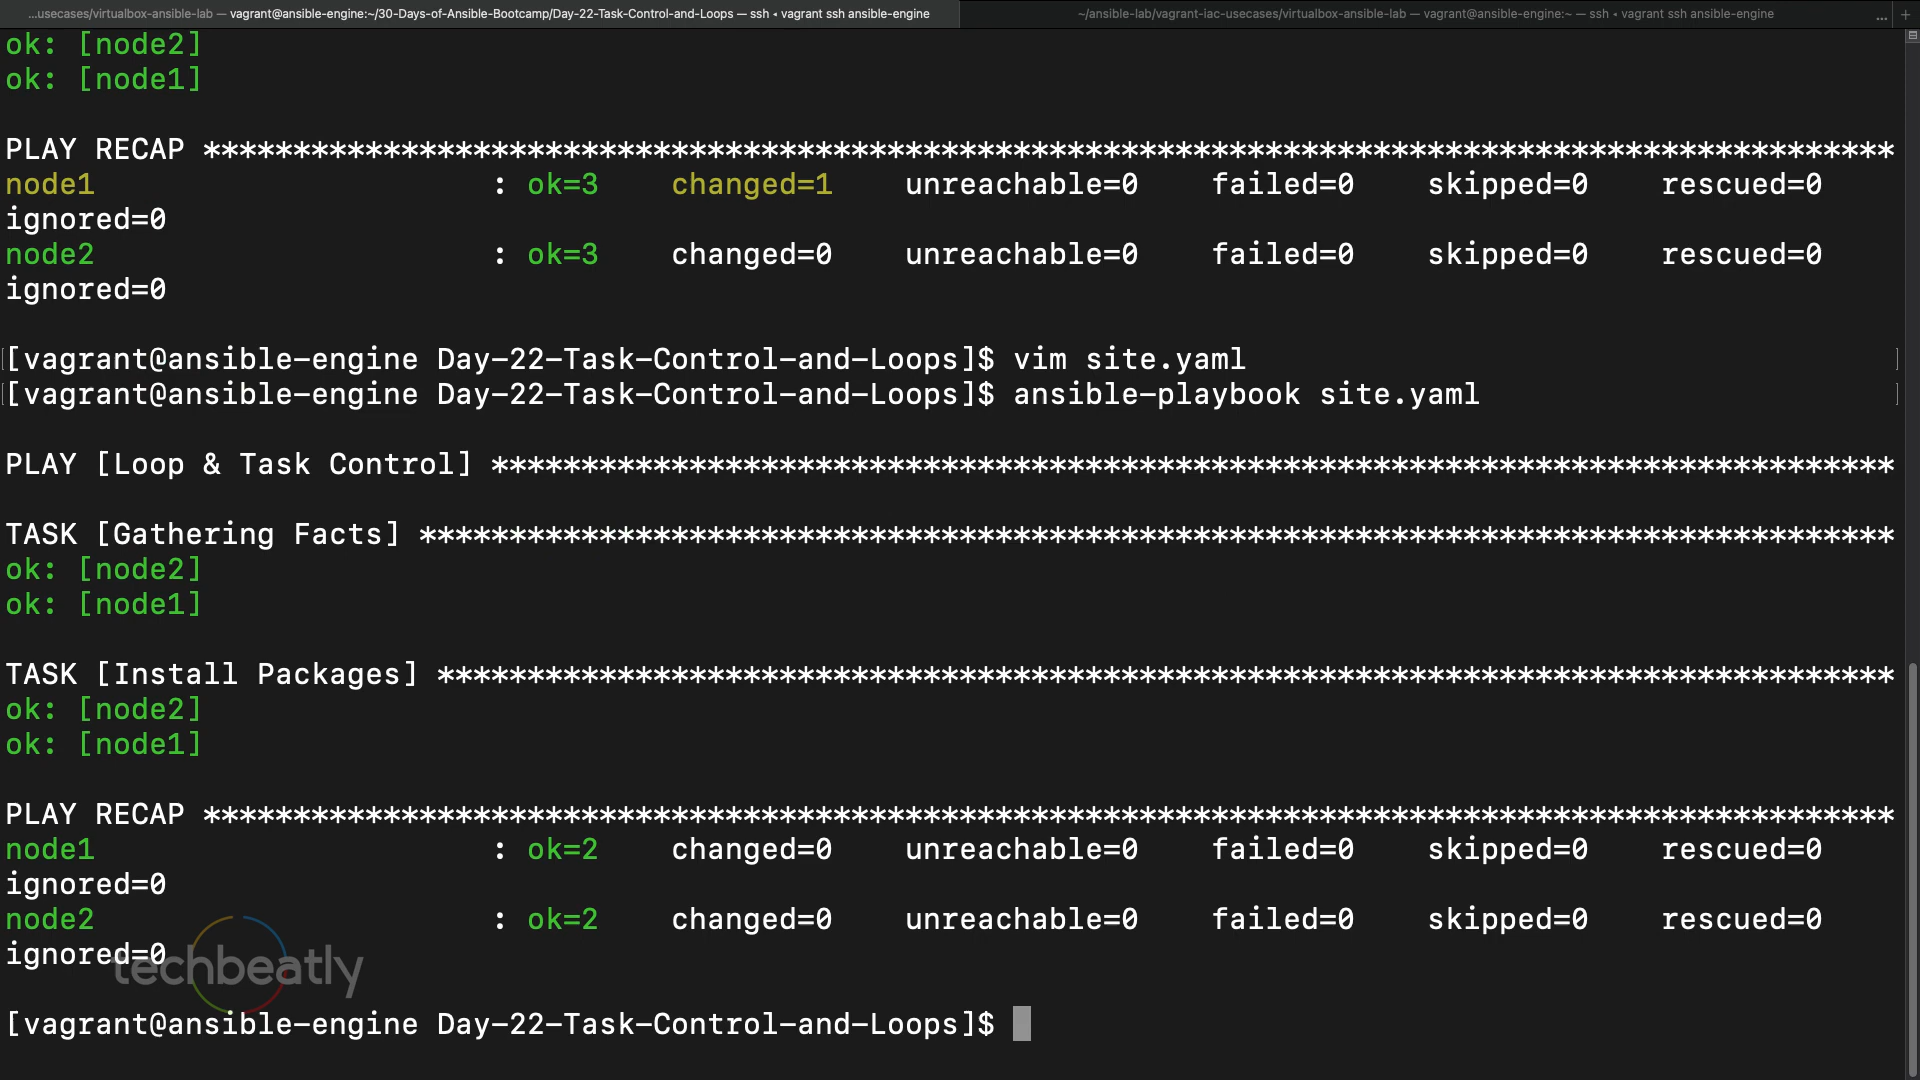 ...usecases/virtualbox-ansible-lab — vagrant@ansible-engine:~/30-Days-of-Ansible-Bootcamp/Day-22-Task-Control-and-Loops — ssh ◂ vagrant ssh ansible-engine
~/ansible-lab/vagrant-iac-usecases/virtualbox-ansible-lab — vagrant@ansible-engine:~ — ssh ◂ vagrant ssh ansible-engine ... +
ok: [node2]
ok: [node1]
PLAY RECAP **********************************************************************************************
node1                      : ok=3    changed=1    unreachable=0    failed=0    skipped=0    rescued=0
ignored=0
node2                      : ok=3    changed=0    unreachable=0    failed=0    skipped=0    rescued=0
ignored=0
[vagrant@ansible-engine Day-22-Task-Control-and-Loops]$ vim site.yaml
[vagrant@ansible-engine Day-22-Task-Control-and-Loops]$ ansible-playbook site.yaml
PLAY [Loop & Task Control] ******************************************************************************
TASK [Gathering Facts] **********************************************************************************
ok: [node2]
ok: [node1]
TASK [Install Packages] *********************************************************************************
ok: [node2]
ok: [node1]
PLAY RECAP **********************************************************************************************
node1                      : ok=2    changed=0    unreachable=0    failed=0    skipped=0    rescued=0
ignored=0
node2                      : ok=2    changed=0    unreachable=0    failed=0    skipped=0    rescued=0
ignored=0
techbeatly
[vagrant@ansible-engine Day-22-Task-Control-and-Loops]$